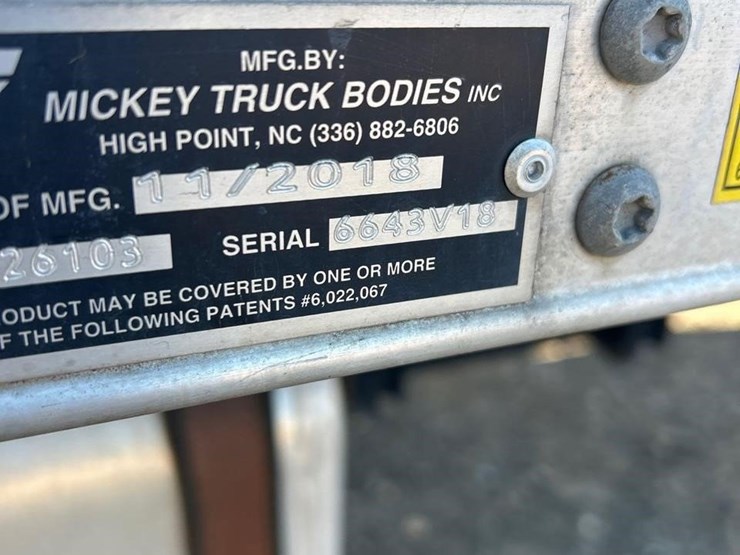 MFG.BY:
MICKEY TRUCK BODIES INC
HIGH POINT, NC (336) 882-6806
OF MFG. 11/2018
26103 SERIAL 6643V18
ODUCT MAY BE COVERED BY ONE OR MORE
F THE FOLLOWING PATENTS #6,022,067